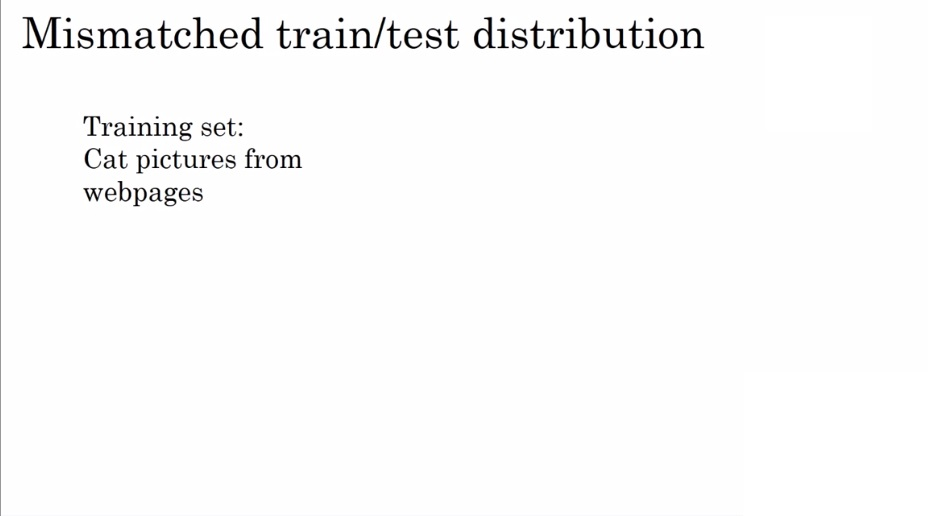 Mismatched train/test distribution
Training set:
Cat pictures from
webpages